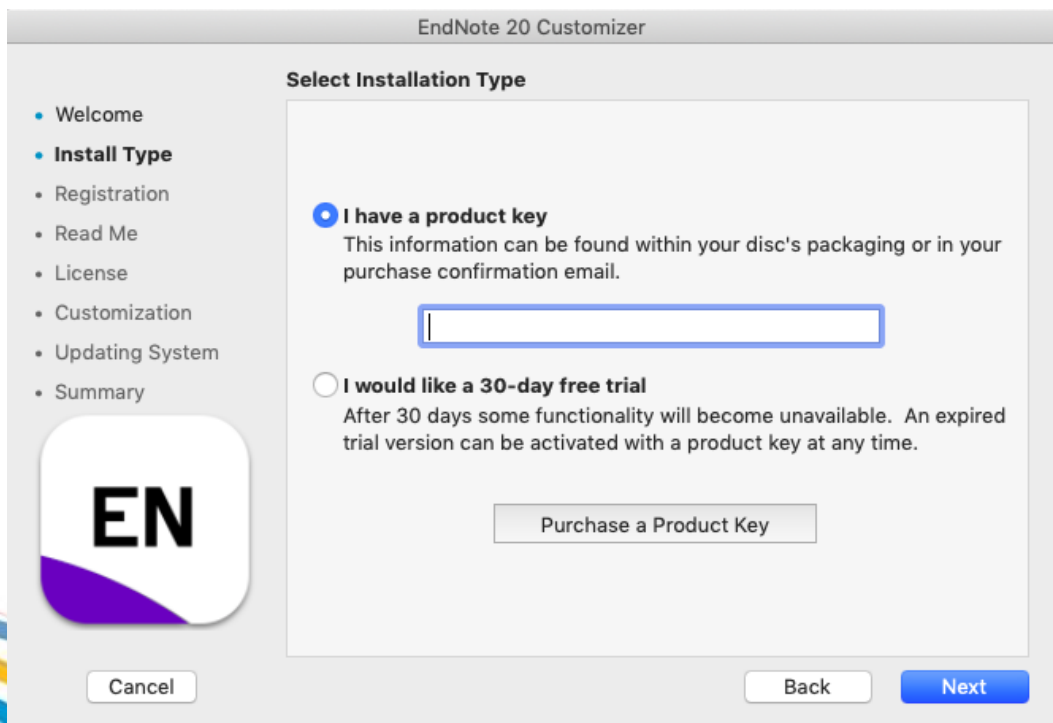 EndNote 20 Customizer
Select Installation Type
• Welcome
• Install Type
• Registration
• Read Me
• License
• Customization
• Updating System
• Summary
EN
I have a product key
This information can be found within your disc's packaging or in your
purchase confirmation email.
I would like a 30-day free trial
After 30 days some functionality will become unavailable.  An expired
trial version can be activated with a product key at any time.
Purchase a Product Key
Cancel
Back
Next